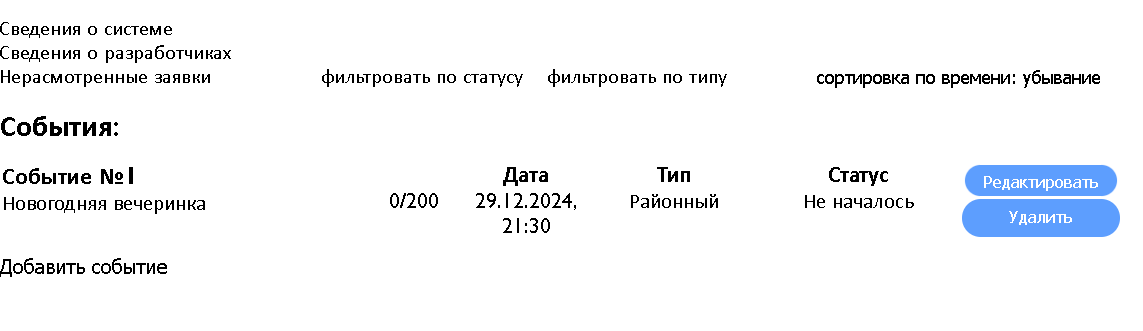 Сведения о системе
Сведения о разработчиках
Нерасмотренные заявки фильтровать по статусу фильтровать по типу сортировка по времени: убывание
События:
Событие №1 Дата Тип Статус Редактировать
Новогодняя вечеринка 0/200 29.12.2024, Районный Не началось Удалить
21:30
Добавить событие